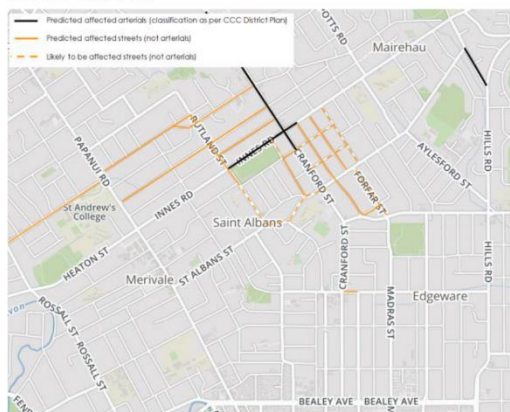 Predicted affected arterials (classification as per CCC District Plan)
Predicted affected streets (not arterials)
Likely to be affected streets (not arterials)
Mairehau
PAPANUI RD
RUTLAND ST
INNES RD
CRANFORD ST
FORFAR ST
AYLESFORD ST
HILLS RD
St Andrew's
College
INNES RD
Saint Albans
HEATON ST
Merivale
ST ALBANS ST
CRANFORD ST
MADRAS ST
HILLS RD
Edgeware
ROSSALL ST
ROSSALL ST
BEALEY AVE
BEALEY AVE